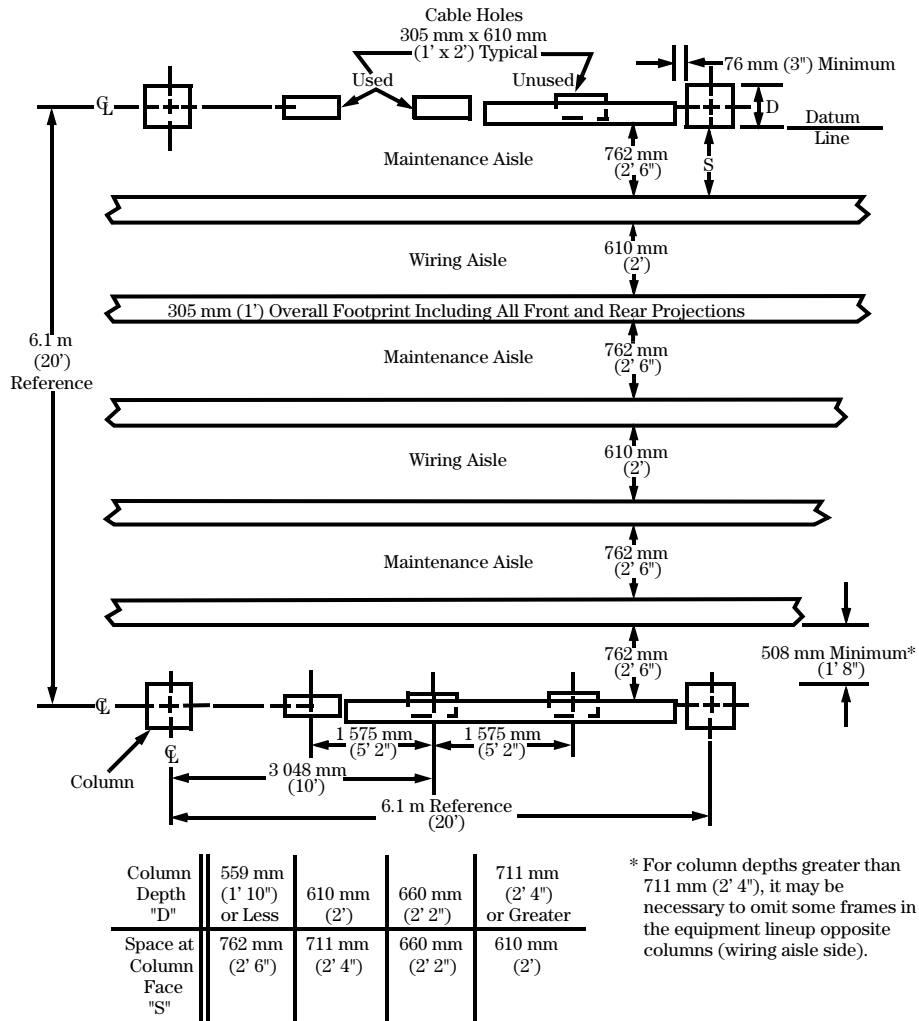 Cable Holes
305 mm x 610 mm
(1' x 2') Typical
76 mm (3") Minimum
Used
Unused
℄
D
Datum
Line
Maintenance Aisle
762 mm
(2' 6")
S
Wiring Aisle
610 mm
(2')
305 mm (1') Overall Footprint Including All Front and Rear Projections
6.1 m
(20')
Reference
Maintenance Aisle
762 mm
(2' 6")
Wiring Aisle
610 mm
(2')
Maintenance Aisle
762 mm
(2' 6")
762 mm
(2' 6")
508 mm Minimum*
(1' 8")
℄
℄
Column
1 575 mm
(5' 2")
1 575 mm
(5' 2")
3 048 mm
(10')
6.1 m Reference
(20')
Column
Depth
"D"
559 mm
(1' 10")
or Less
610 mm
(2')
660 mm
(2' 2")
711 mm
(2' 4")
or Greater
Space at
Column
Face
"S"
762 mm
(2' 6")
711 mm
(2' 4")
660 mm
(2' 2")
610 mm
(2')
* For column depths greater than
711 mm (2' 4"), it may be
necessary to omit some frames in
the equipment lineup opposite
columns (wiring aisle side).